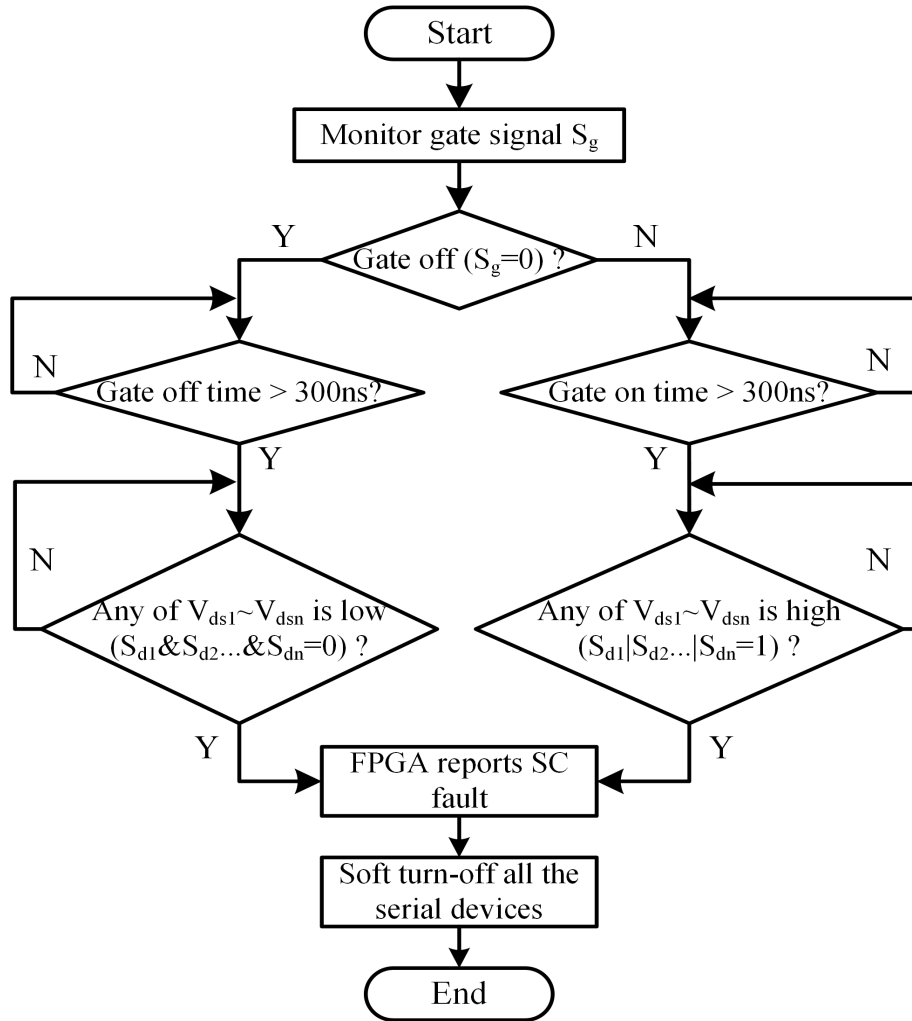 Start
Monitor gate signal Sg
Y
N
Gate off (Sg=0) ?
N
Gate off time > 300ns?
Gate on time > 300ns?
N
Y
Y
N
Any of Vds1~Vdsn is low
(Sd1&Sd2...&Sdn=0) ?
N
Any of Vds1~Vdsn is high
(Sd1|Sd2...|Sdn=1) ?
Y
Y
FPGA reports SC
fault
Soft turn-off all the
serial devices
End